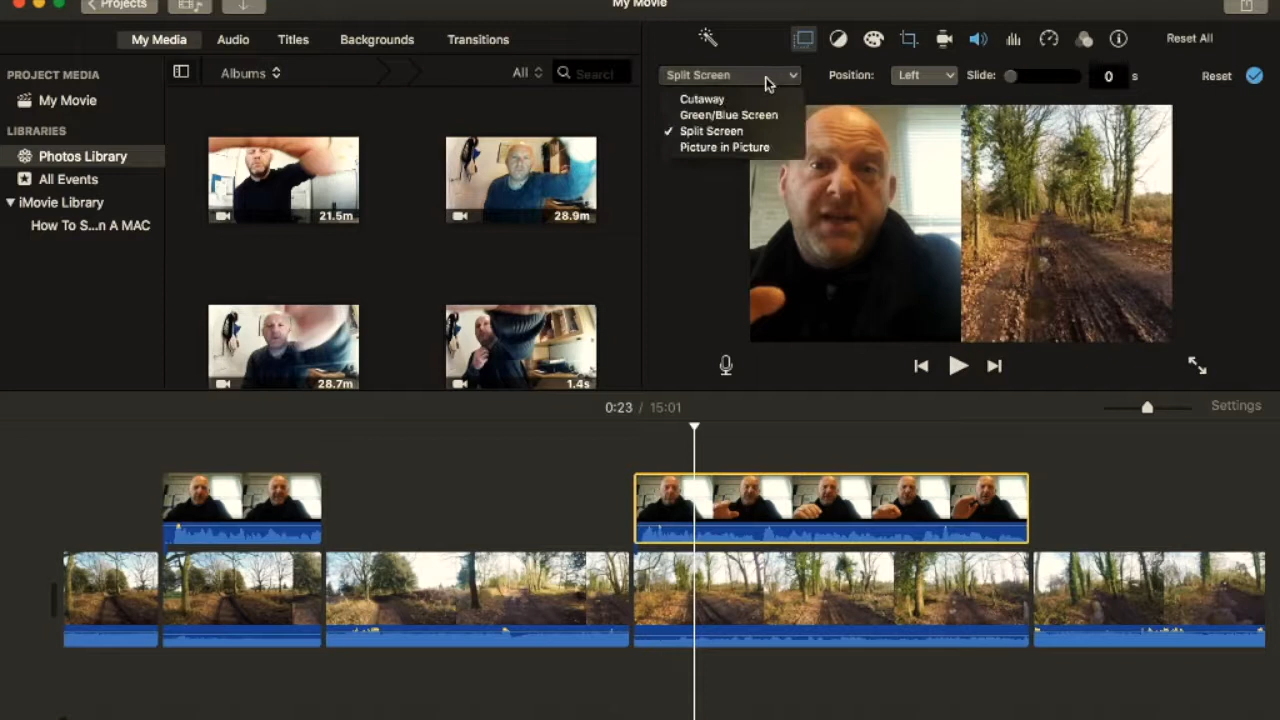 Projects
My Movie
My Media
Audio
Titles
Backgrounds
Transitions
Reset All
PROJECT MEDIA
My Movie
LIBRARIES
Photos Library
All Events
iMovie Library
How To S...n A MAC
Albums
All
Search
21.5m
28.9m
28.7m
1.4s
Split Screen
Position:
Left
Slide:
0
s
Reset
Cutaway
Green/Blue Screen
Split Screen
Picture in Picture
0:23 / 15:01
Settings